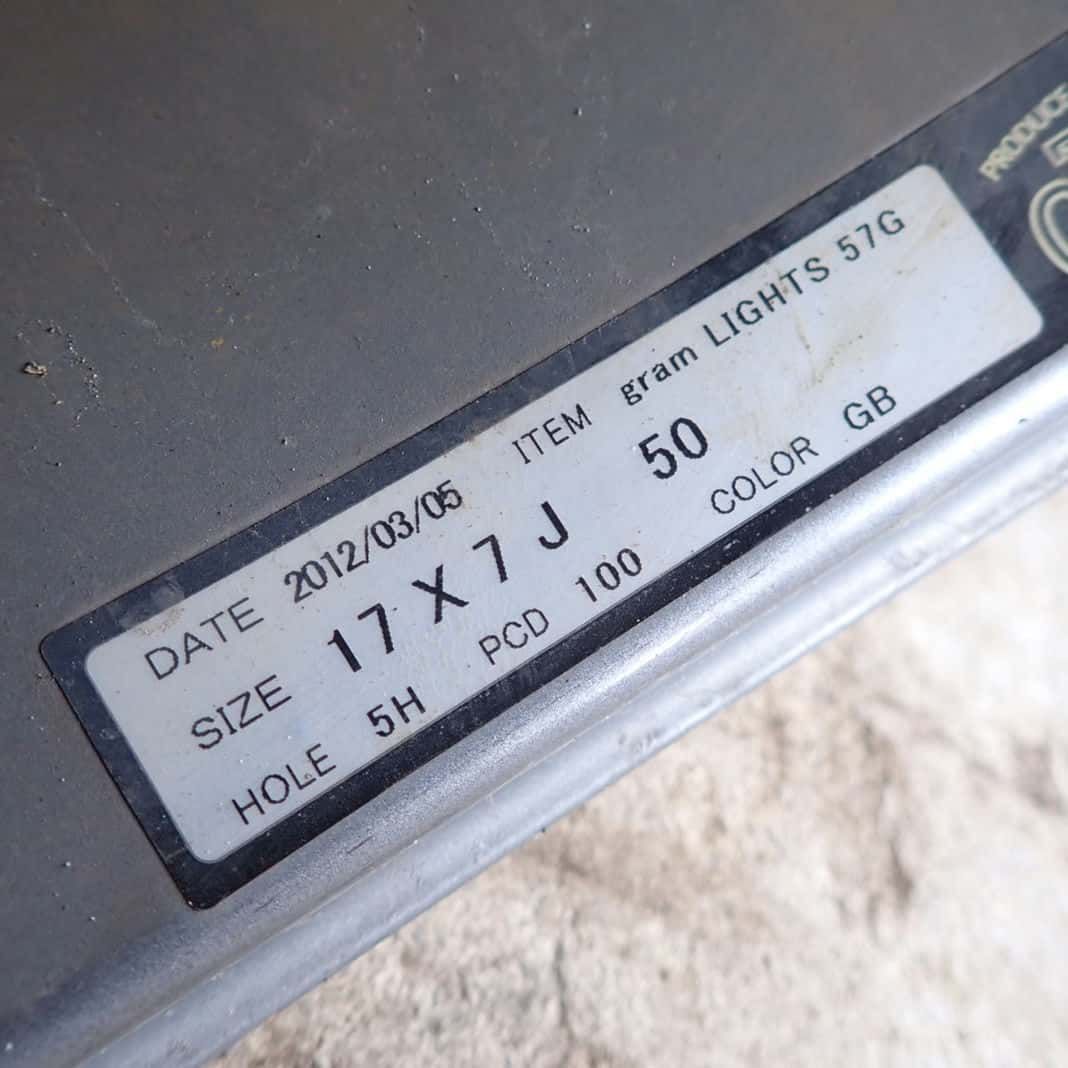 DATE 2012/03/05 ITEM gram LIGHTS 57G
SIZE 17 X 7 J 50
HOLE 5H PCD 100 COLOR GB
PRODUCE